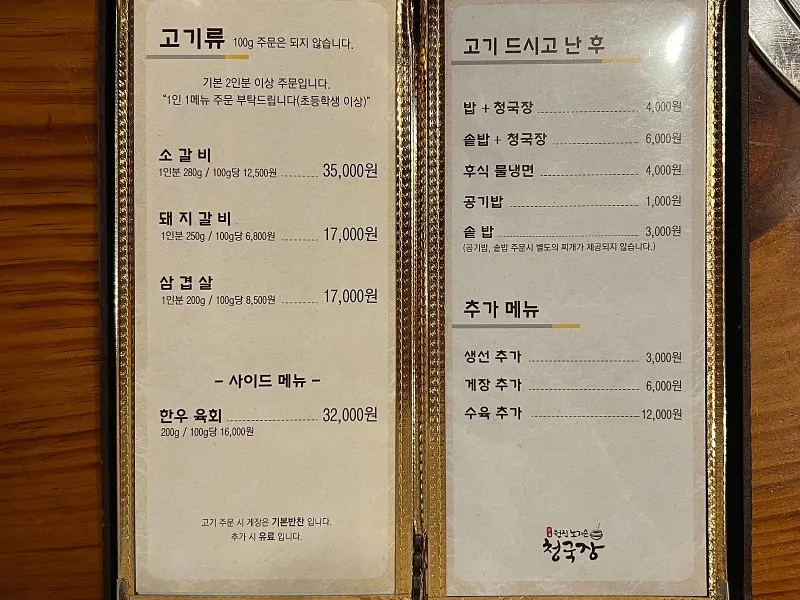 고기류 100g 주문은 되지 않습니다.
기본 2인분 이상 주문입니다.
"1인 1메뉴 주문 부탁드립니다(초등학생 이상)"
소갈비
1인분 280g / 100g당 12,500원 35,000원
돼지갈비
1인분 250g / 100g당 6,800원 17,000원
삼겹살
1인분 200g / 100g당 8,500원 17,000원
- 사이드 메뉴 -
한우 육회 32,000원
200g / 100g당 16,000원
고기 주문 시 게장은 기본반찬 입니다.
추가 시 유료 입니다.
고기 드시고 난 후
밥 + 청국장 4,000원
솥밥 + 청국장 6,000원
후식 물냉면 4,000원
공기밥 1,000원
솥 밥 3,000원
(공기밥, 솥밥 주문시 별도의 찌개가 제공되지 않습니다.)
추가 메뉴
생선 추가 3,000원
게장 추가 6,000원
수육 추가 12,000원
청국장